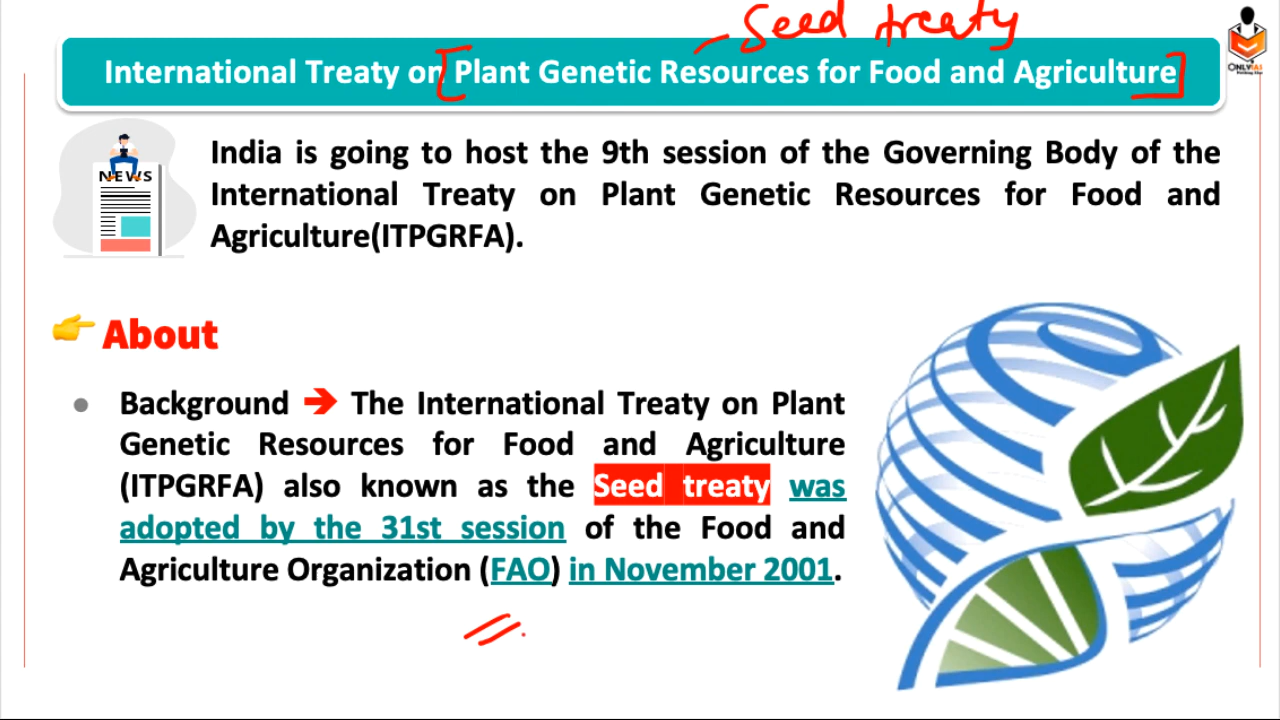 Seed treaty
International Treaty on Plant Genetic Resources for Food and Agriculture
ONLYIAS
NEWS
India is going to host the 9th session of the Governing Body of the
International Treaty on Plant Genetic Resources for Food and
Agriculture(ITPGRFA).
About
Background ➔ The International Treaty on Plant
Genetic Resources for Food and Agriculture
(ITPGRFA) also known as the Seed treaty was
adopted by the 31st session of the Food and
Agriculture Organization (FAO) in November 2001.